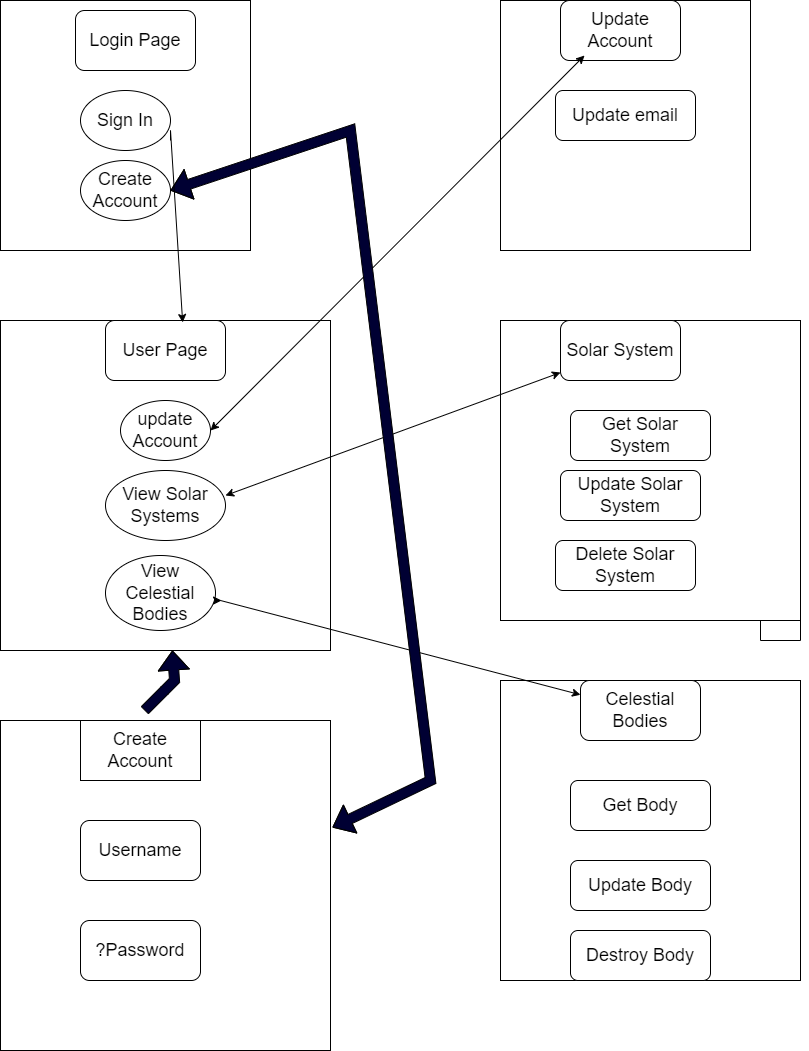 Login Page
Sign In
Create
Account
Update
Account
Update email
User Page
update
Account
View Solar
Systems
View
Celestial
Bodies
Solar System
Get Solar
System
Update Solar
System
Delete Solar
System
Create
Account
Username
?Password
Celestial
Bodies
Get Body
Update Body
Destroy Body